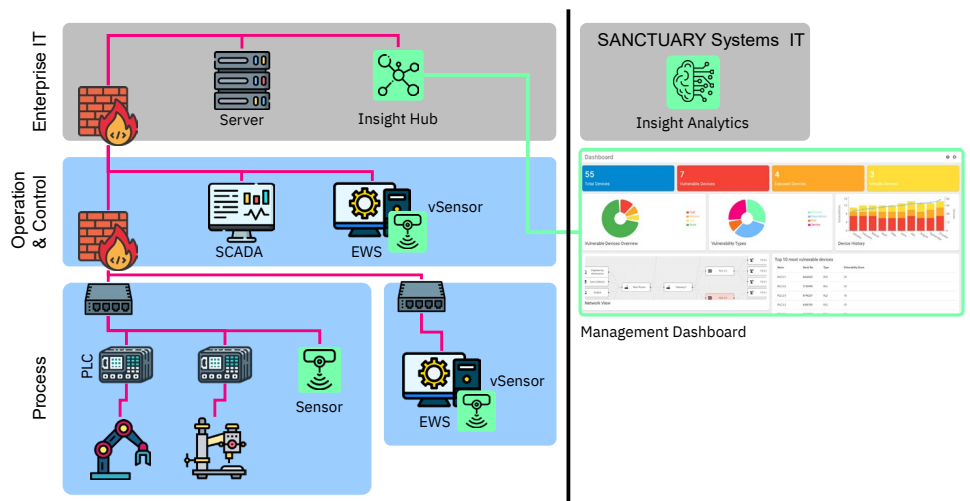 Enterprise IT
Server
Insight Hub
SANCTUARY Systems IT
Insight Analytics
Operation
& Control
SCADA
EWS
vSensor
Dashboard
55
Total Devices
7
Vulnerable Devices
4
3
Vulnerable Devices Overview
Vulnerability Types
Device History
Network View
Top 10 most vulnerable devices
Management Dashboard
Process
PLC
Sensor
EWS
vSensor